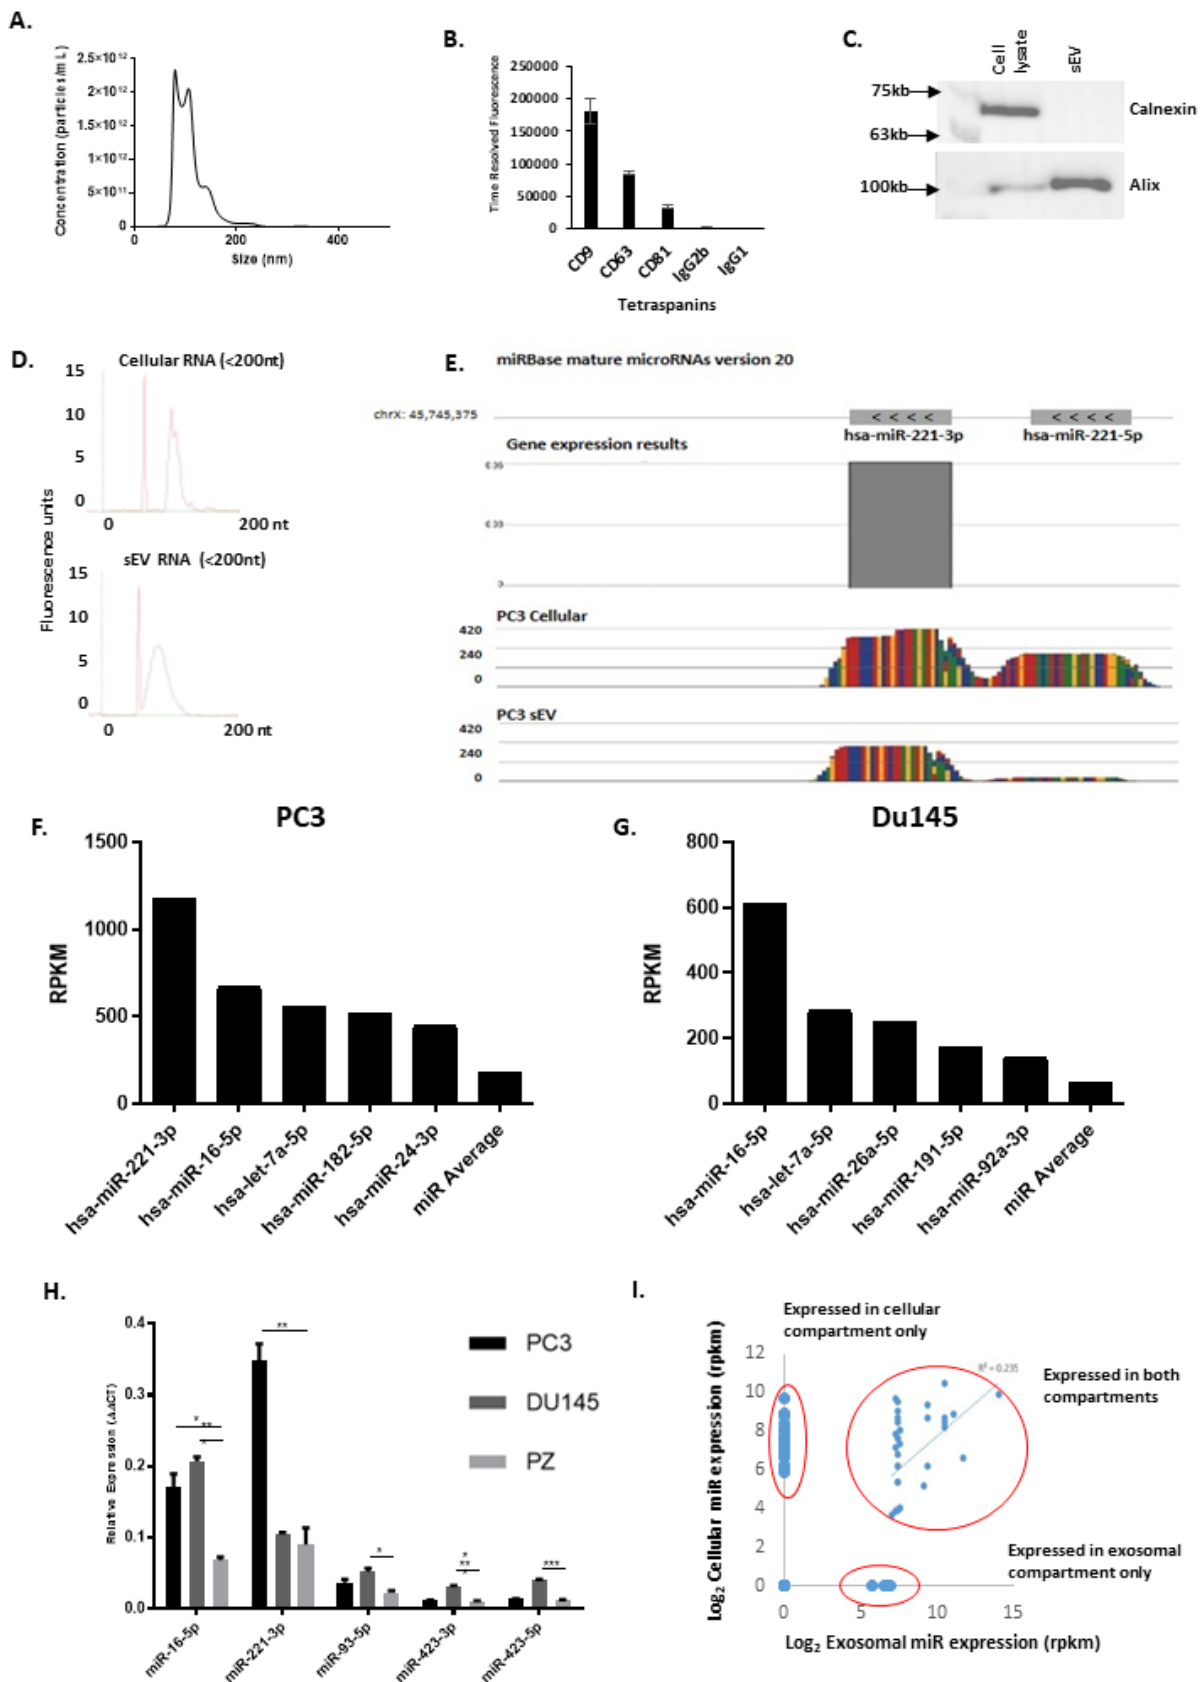 A.
Concentration (particles/mL)
2.5×10¹²
2×10¹²
1.5×10¹²
1×10¹²
5×10¹¹
0
0 200 400
Size (nm)
B.
Time Resolved Fluorescence
250000
200000
150000
100000
50000
0
CD9 CD63 CD81 IgG2b IgG1
Tetraspanins
C.
Cell lysate
sEV
75kb
Calnexin
63kb
100kb
Alix
D.
Cellular RNA (<200nt)
Fluorescence units
15
10
5
0
0 200 nt
sEV RNA (<200nt)
15
10
5
0
0 200 nt
E.
miRBase mature microRNAs version 20
chrX: 45,745,375
< < < < < < < <
hsa-miR-221-3p hsa-miR-221-5p
Gene expression results
PC3 Cellular
420
240
0
PC3 sEV
420
240
0
F.
PC3
RPKM
1500
1000
500
0
hsa-miR-221-3p hsa-miR-16-5p hsa-let-7a-5p hsa-miR-182-5p hsa-miR-24-3p miR Average
G.
Du145
RPKM
800
600
400
200
0
hsa-miR-16-5p hsa-let-7a-5p hsa-miR-26a-5p hsa-miR-191-5p hsa-miR-92a-3p miR Average
H.
Relative Expression (ΔΔCT)
0.4
0.3
0.2
0.1
0.0
*
**
*
**
*
*
**
*
***
PC3
DU145
PZ
miR-16-5p miR-221-3p miR-93-5p miR-423-3p miR-423-5p
I.
Expressed in cellular
compartment only
Log₂ Cellular miR expression (rpkm)
12
10
8
6
4
2
0
R² = 0.235
Expressed in both
compartments
Expressed in exosomal
compartment only
0 5 10 15
Log₂ Exosomal miR expression (rpkm)